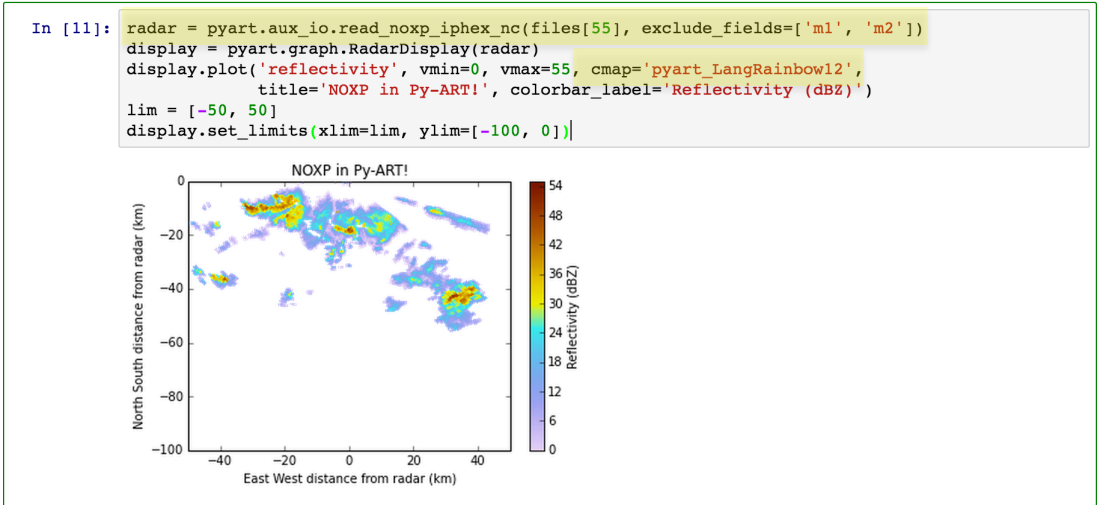 In [11]: radar = pyart.aux_io.read_noxp_iphex_nc(files[55], exclude_fields=['m1', 'm2'])
display = pyart.graph.RadarDisplay(radar)
display.plot('reflectivity', vmin=0, vmax=55, cmap='pyart_LangRainbow12',
title='NOXP in Py-ART!', colorbar_label='Reflectivity (dBZ)')
lim = [-50, 50]
display.set_limits(xlim=lim, ylim=[-100, 0])
NOXP in Py-ART!
0
−20
−40
−60
−80
−100
North South distance from radar (km)
−40 −20 0 20 40
East West distance from radar (km)
54
48
42
36
30
24
18
12
6
0
Reflectivity (dBZ)